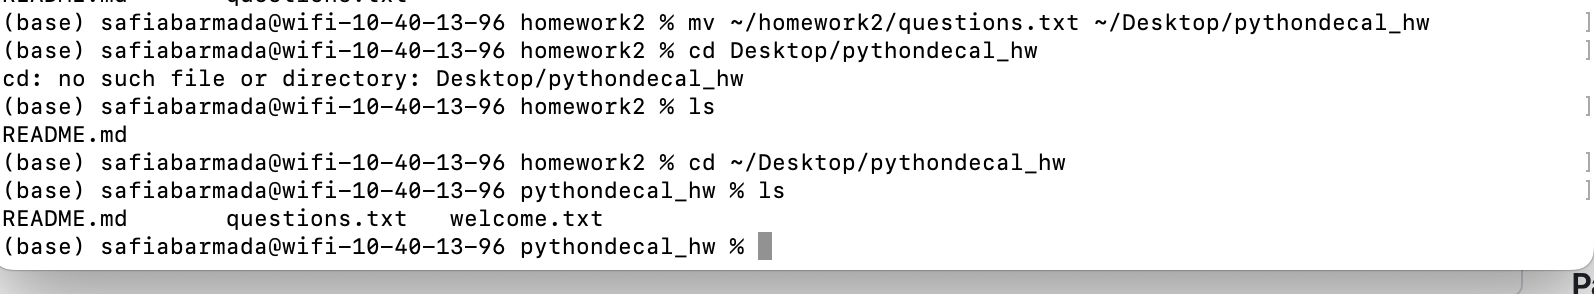 (base) safiabarmada@wifi-10-40-13-96 homework2 % mv ~/homework2/questions.txt ~/Desktop/pythondecal_hw
(base) safiabarmada@wifi-10-40-13-96 homework2 % cd Desktop/pythondecal_hw
cd: no such file or directory: Desktop/pythondecal_hw
(base) safiabarmada@wifi-10-40-13-96 homework2 % ls
README.md
(base) safiabarmada@wifi-10-40-13-96 homework2 % cd ~/Desktop/pythondecal_hw
(base) safiabarmada@wifi-10-40-13-96 pythondecal_hw % ls
README.md questions.txt welcome.txt
(base) safiabarmada@wifi-10-40-13-96 pythondecal_hw %